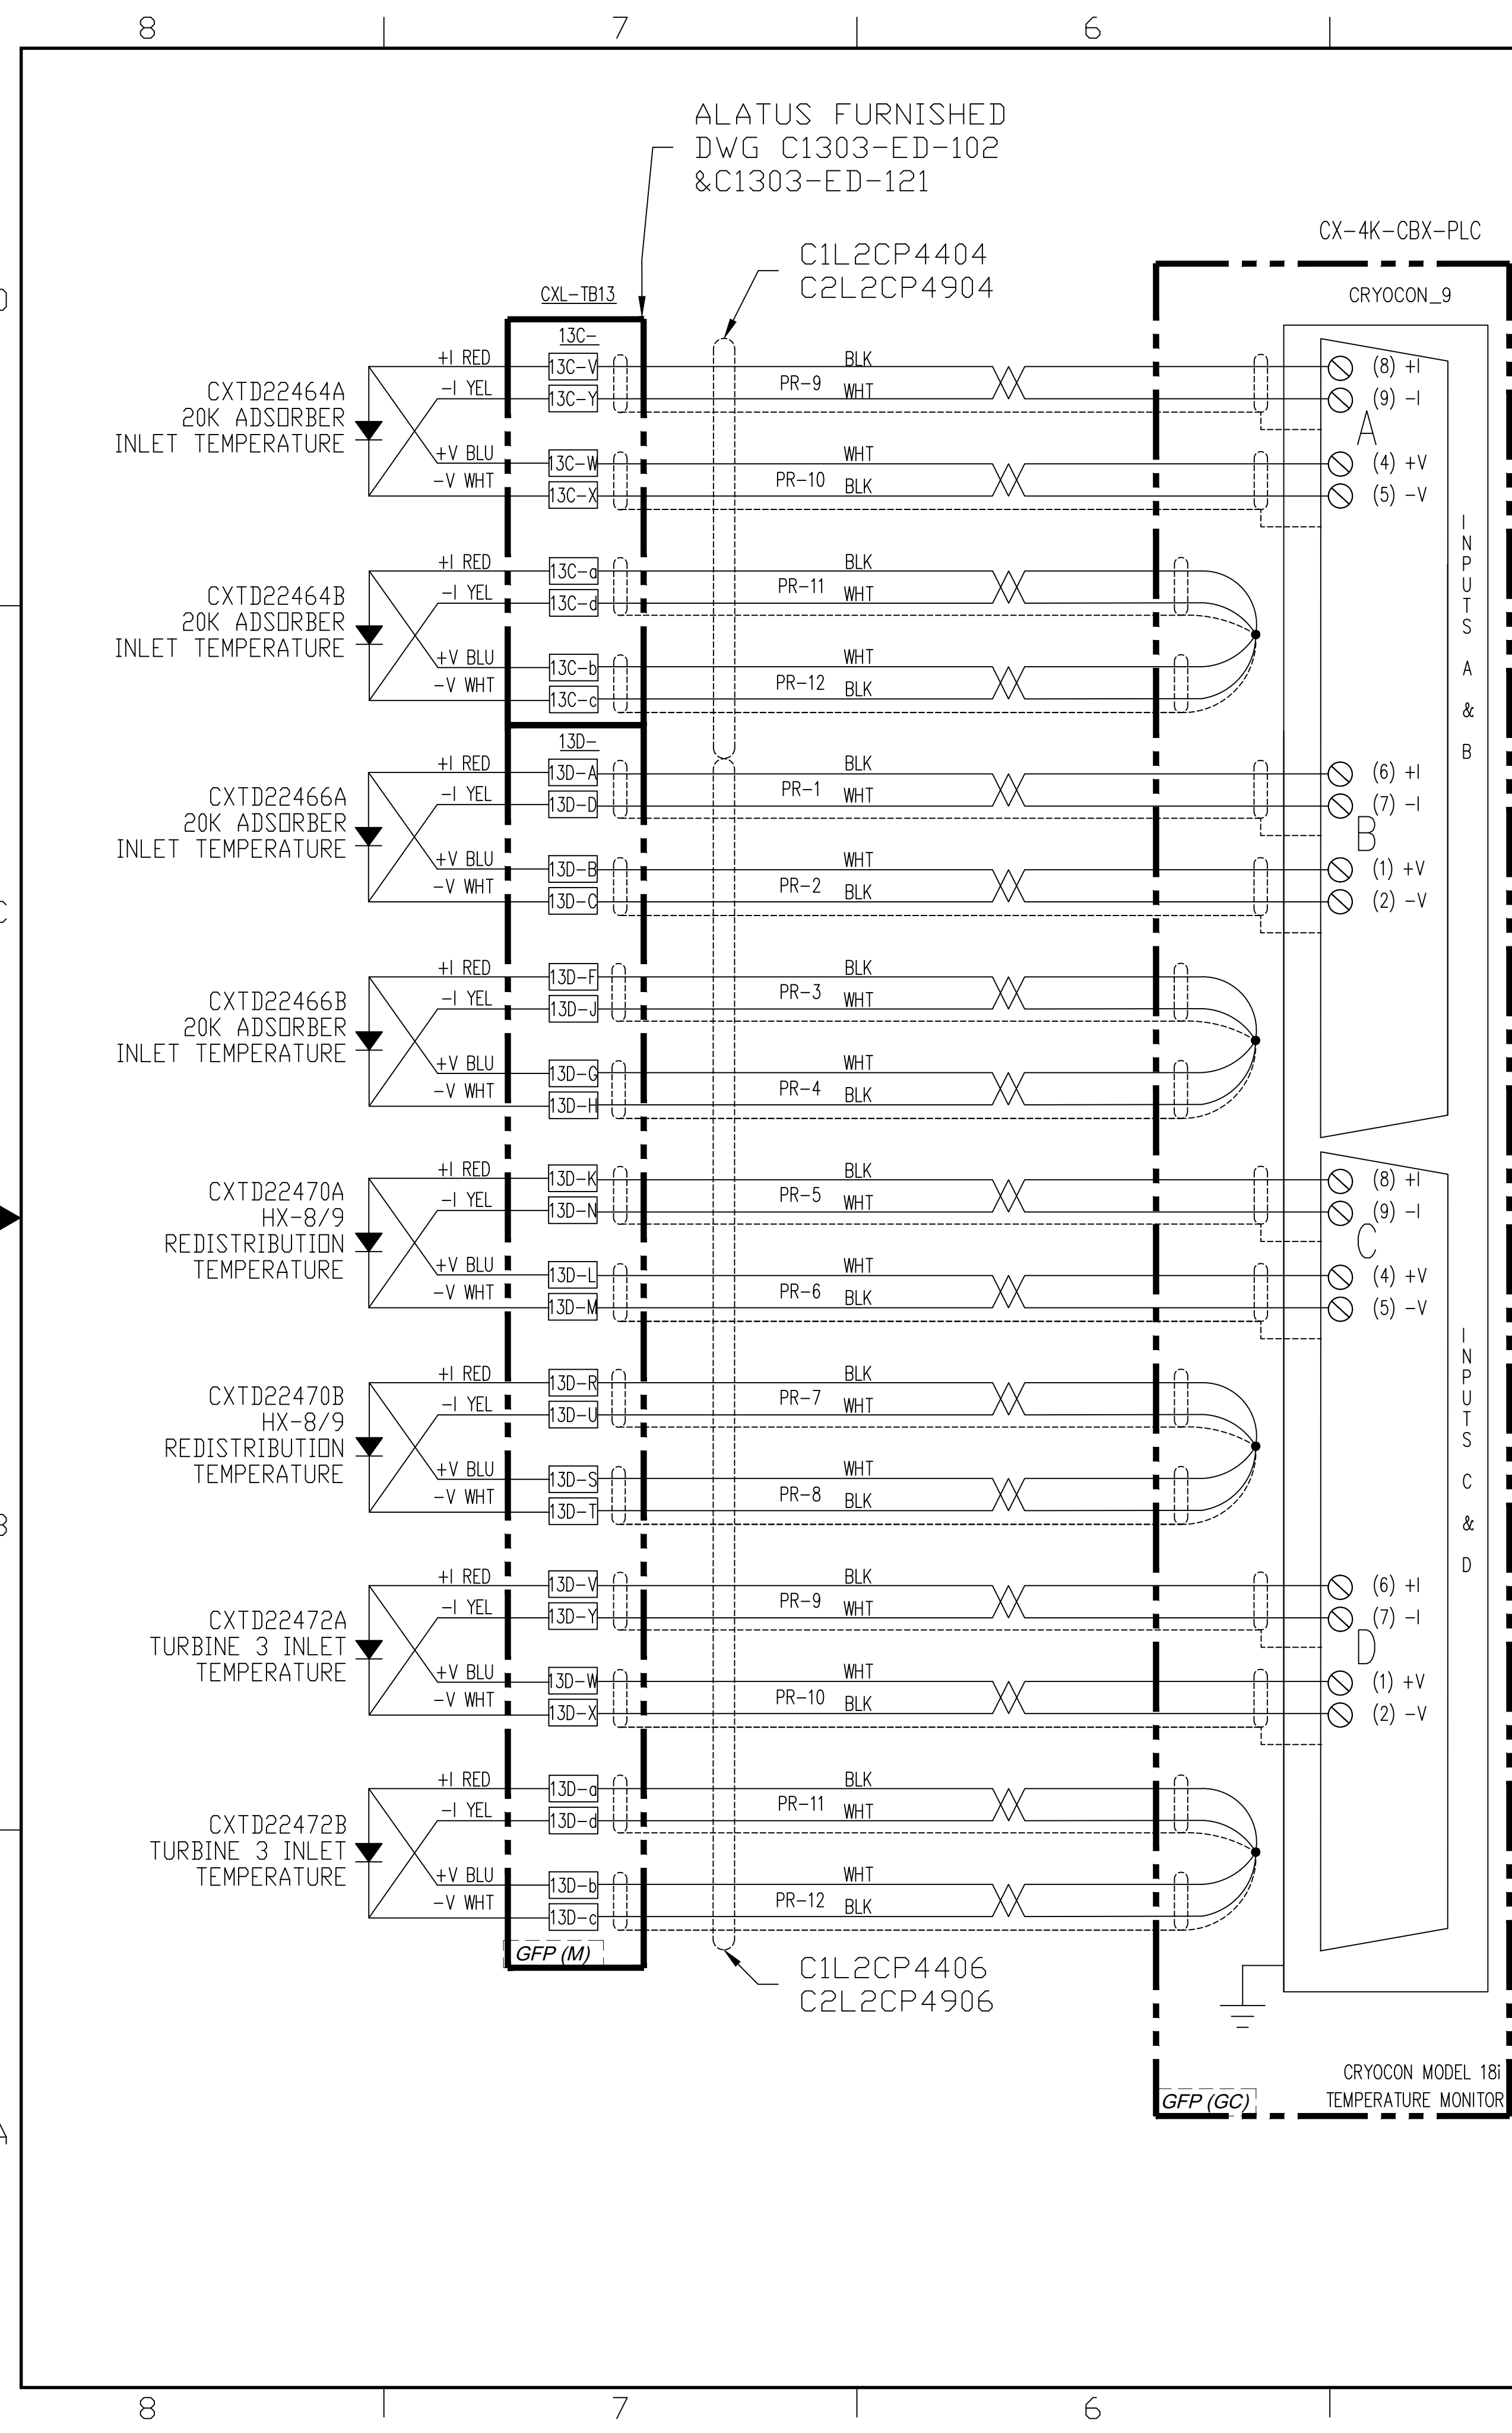 8 7 6
ALATUS FURNISHED
DWG C1303-ED-102
&C1303-ED-121
C1L2CP4404
C2L2CP4904
CX-4K-CBX-PLC
CRYOCON_9
CXL-TB13
13C-
CXTD22464A
20K ADSORBER
INLET TEMPERATURE
+I RED 13C-V PR-9 BLK (8) +I
-I YEL 13C-Y WHT (9) -I
A
+V BLU 13C-W PR-10 WHT (4) +V
-V WHT 13C-X BLK (5) -V
CXTD22464B
20K ADSORBER
INLET TEMPERATURE
+I RED 13C-a PR-11 BLK
-I YEL 13C-d WHT
+V BLU 13C-b PR-12 WHT
-V WHT 13C-c BLK
INPUTS A & B
13D-
CXTD22466A
20K ADSORBER
INLET TEMPERATURE
+I RED 13D-A PR-1 BLK (6) +I
-I YEL 13D-D WHT (7) -I
B
+V BLU 13D-B PR-2 WHT (1) +V
-V WHT 13D-C BLK (2) -V
C
CXTD22466B
20K ADSORBER
INLET TEMPERATURE
+I RED 13D-F PR-3 BLK
-I YEL 13D-J WHT
+V BLU 13D-G PR-4 WHT
-V WHT 13D-H BLK
CXTD22470A
HX-8/9
REDISTRIBUTION
TEMPERATURE
+I RED 13D-K PR-5 BLK (8) +I
-I YEL 13D-N WHT (9) -I
C
+V BLU 13D-L PR-6 WHT (4) +V
-V WHT 13D-M BLK (5) -V
CXTD22470B
HX-8/9
REDISTRIBUTION
TEMPERATURE
+I RED 13D-R PR-7 BLK
-I YEL 13D-U WHT
+V BLU 13D-S PR-8 WHT
-V WHT 13D-T BLK
INPUTS C & D
CXTD22472A
TURBINE 3 INLET
TEMPERATURE
+I RED 13D-V PR-9 BLK (6) +I
-I YEL 13D-Y WHT (7) -I
D
+V BLU 13D-W PR-10 WHT (1) +V
-V WHT 13D-X BLK (2) -V
CXTD22472B
TURBINE 3 INLET
TEMPERATURE
+I RED 13D-a PR-11 BLK
-I YEL 13D-d WHT
+V BLU 13D-b PR-12 WHT
-V WHT 13D-c BLK
GFP (M)
C1L2CP4406
C2L2CP4906
CRYOCON MODEL 18i
TEMPERATURE MONITOR
GFP (GC)
8 7 6